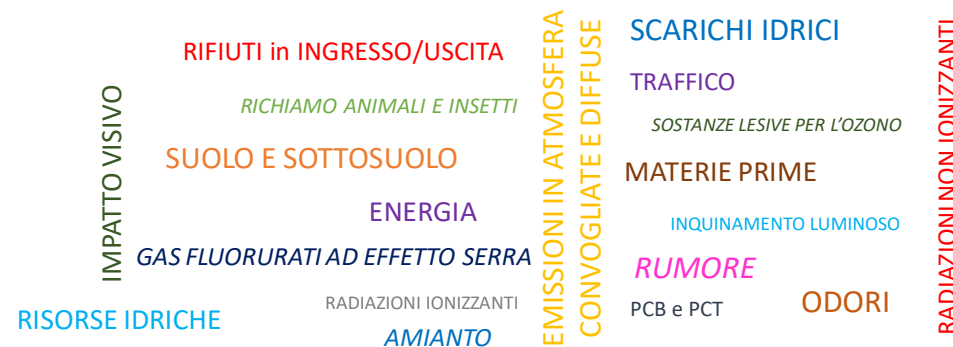 RIFIUTI in INGRESSO/USCITA
RICHIAMO ANIMALI E INSETTI
IMPATTO VISIVO
SUOLO E SOTTOSUOLO
ENERGIA
GAS FLUORURATI AD EFFETTO SERRA
RADIAZIONI IONIZZANTI
RISORSE IDRICHE
AMIANTO
EMISSIONI IN ATMOSFERA
CONVOGLIATE E DIFFUSE
SCARICHI IDRICI
TRAFFICO
SOSTANZE LESIVE PER L’OZONO
MATERIE PRIME
INQUINAMENTO LUMINOSO
RUMORE
PCB e PCT
ODORI
RADIAZIONI NON IONIZZANTI